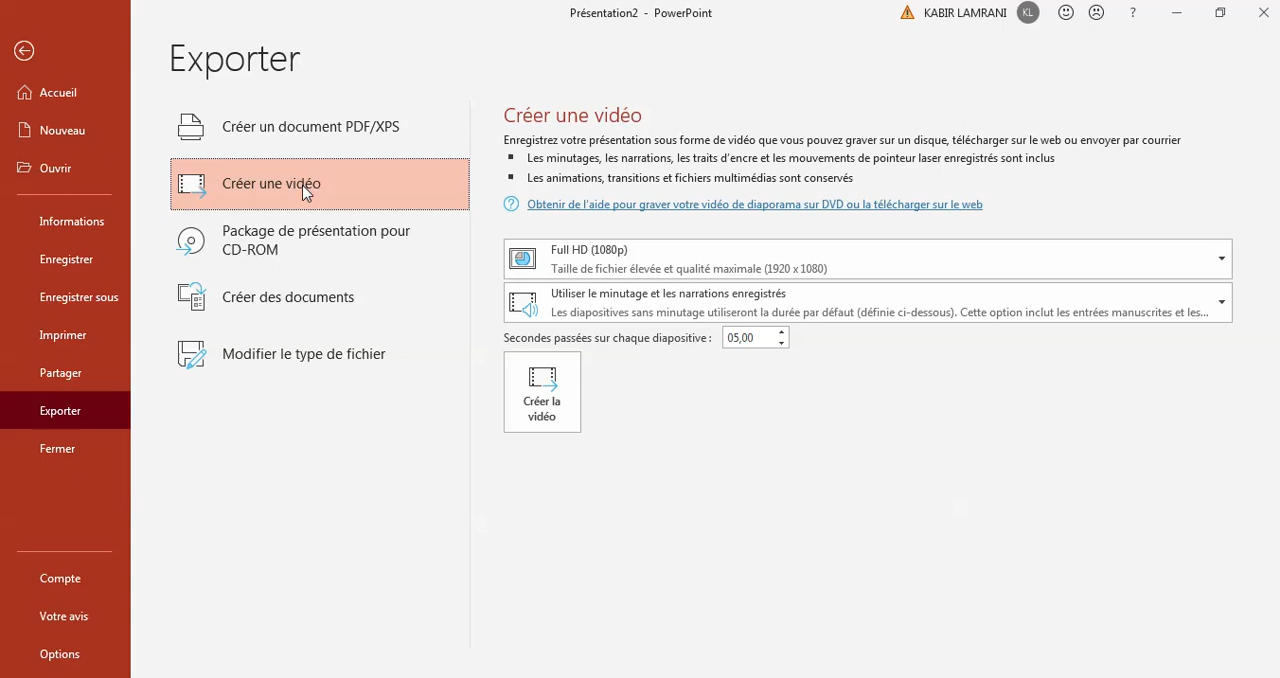 Présentation2 - PowerPoint
KABIR LAMRANI
KL
?
Accueil
Nouveau
Ouvrir
Informations
Enregistrer
Enregistrer sous
Imprimer
Partager
Exporter
Fermer
Compte
Votre avis
Options
Exporter
Créer un document PDF/XPS
Créer une vidéo
Package de présentation pour
CD-ROM
Créer des documents
Modifier le type de fichier
Créer une vidéo
Enregistrez votre présentation sous forme de vidéo que vous pouvez graver sur un disque, télécharger sur le web ou envoyer par courrier
Les minutages, les narrations, les traits d'encre et les mouvements de pointeur laser enregistrés sont inclus
Les animations, transitions et fichiers multimédias sont conservés
? Obtenir de l'aide pour graver votre vidéo de diaporama sur DVD ou la télécharger sur le web
Full HD (1080p)
Taille de fichier élevée et qualité maximale (1920 x 1080)
Utiliser le minutage et les narrations enregistrés
Les diapositives sans minutage utiliseront la durée par défaut (définie ci-dessous). Cette option inclut les entrées manuscrites et les...
Secondes passées sur chaque diapositive : 05,00
Créer la
vidéo